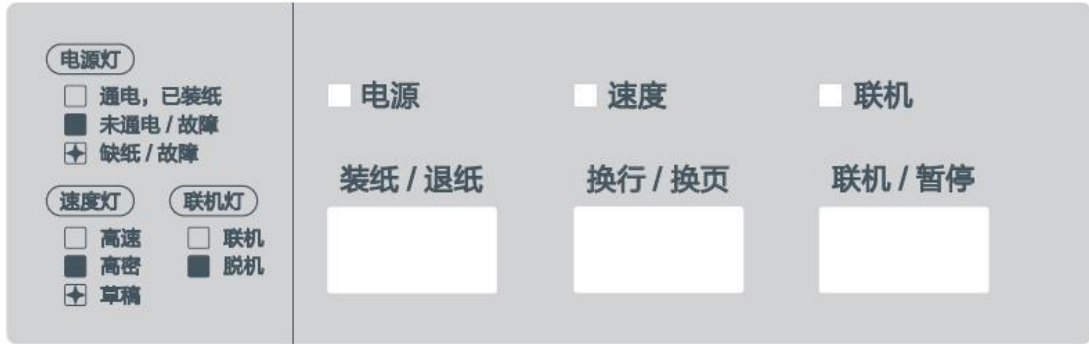 电源灯
通电，已装纸
未通电 / 故障
缺纸 / 故障
速度灯
高速
高密
草稿
联机灯
联机
脱机
电源
速度
联机
装纸 / 退纸
换行 / 换页
联机 / 暂停